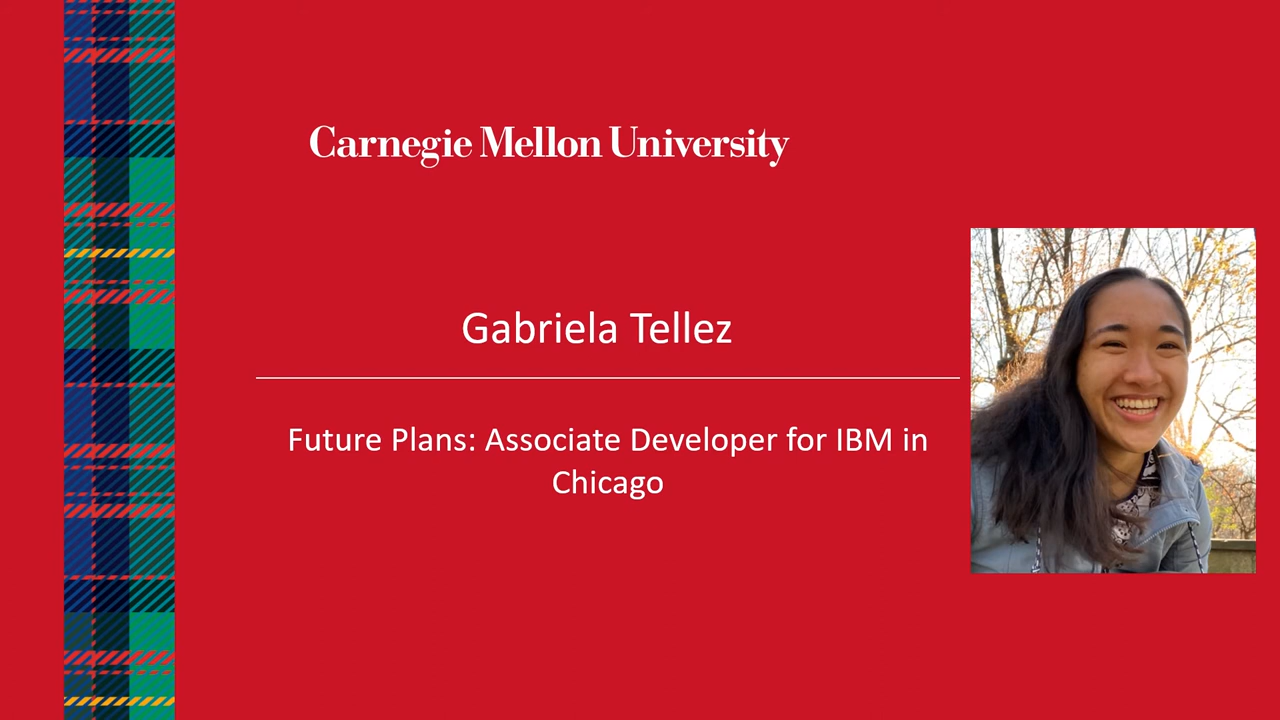 Carnegie Mellon University
Gabriela Tellez
Future Plans: Associate Developer for IBM in
Chicago